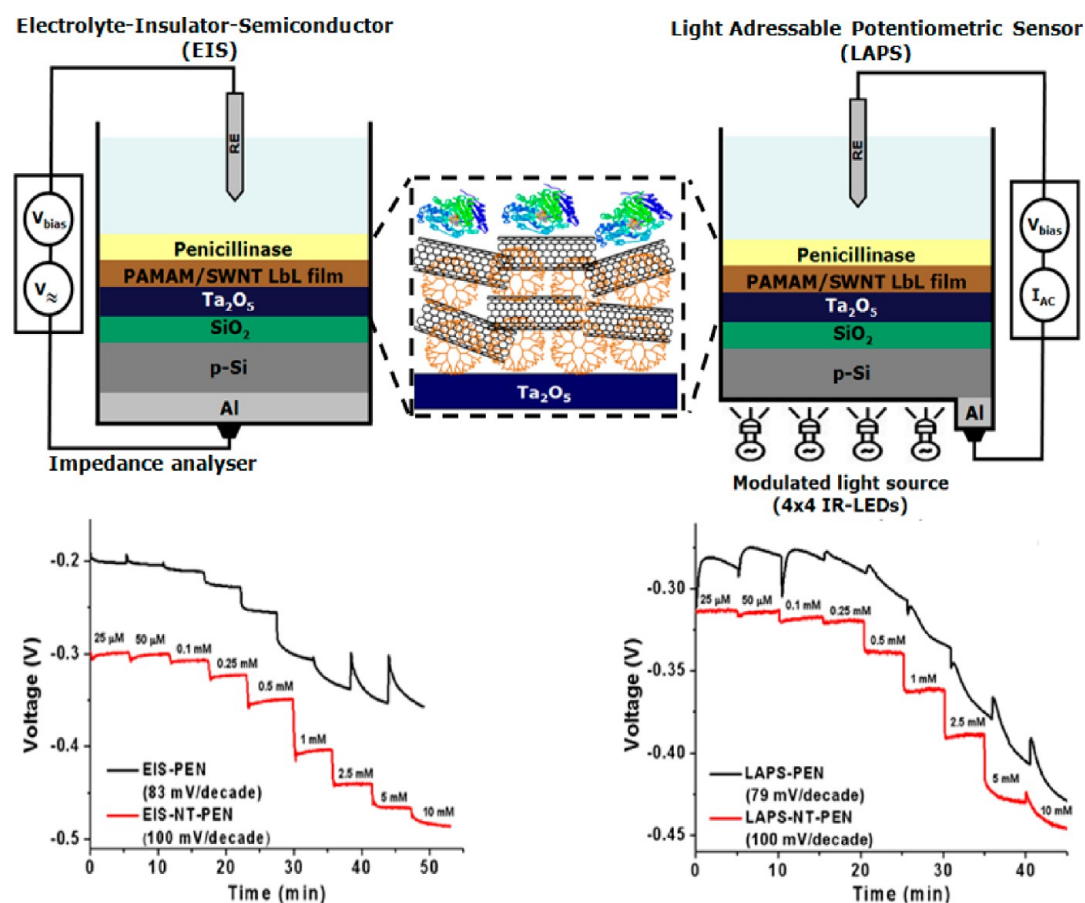 Electrolyte-Insulator-Semiconductor
(EIS)
Light Adressable Potentiometric Sensor
(LAPS)
RE
V bias
V ≈
Penicillinase
PAMAM/SWNT LbL film
Ta₂O₅
SiO₂
p-Si
Al
Impedance analyser
Ta₂O₅
RE
V bias
I AC
Penicillinase
PAMAM/SWNT LbL film
Ta₂O₅
SiO₂
p-Si
Al
~ ~ ~ ~
Modulated light source
(4x4 IR-LEDs)
Voltage (V)
-0.2
-0.3
-0.4
-0.5
25 µM
50 µM
0.1 mM
0.25 mM
0.5 mM
1 mM
2.5 mM
5 mM
10 mM
EIS-PEN
(83 mV/decade)
EIS-NT-PEN
(100 mV/decade)
0 10 20 30 40 50
Time (min)
Voltage (V)
-0.30
-0.35
-0.40
-0.45
25 µM
50 µM
0.1 mM
0.25 mM
0.5 mM
1 mM
2.5 mM
5 mM
10 mM
LAPS-PEN
(79 mV/decade)
LAPS-NT-PEN
(100 mV/decade)
0 10 20 30 40
Time (min)